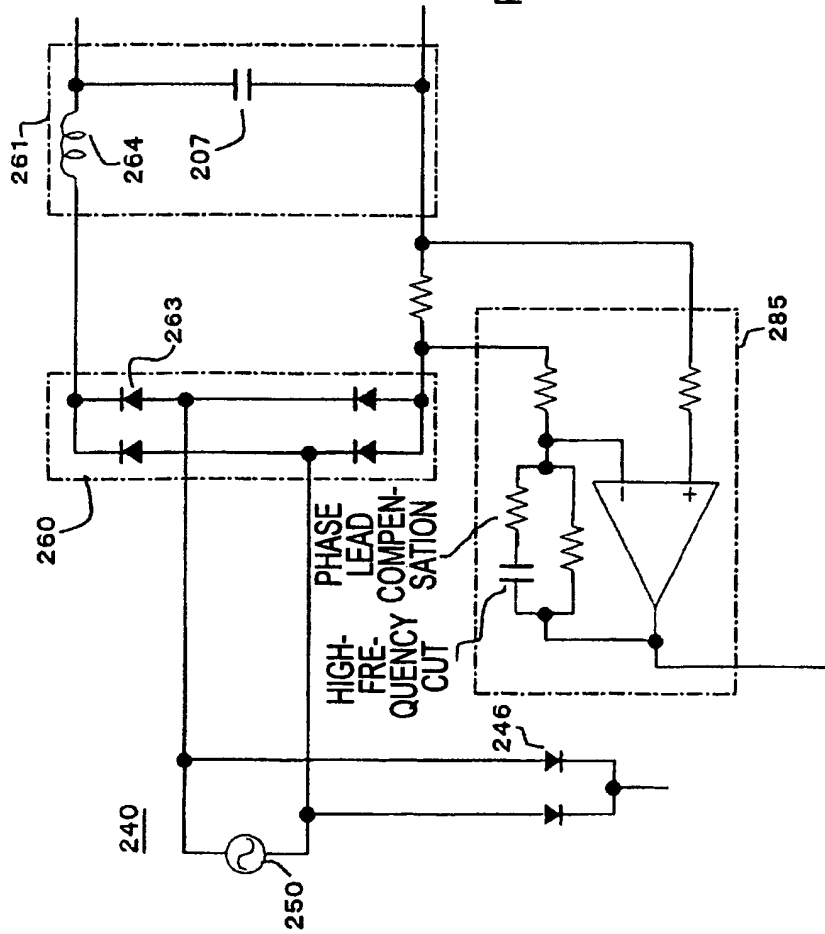 261
260
264
240
263
207
250
PHASE
LEAD
COMPEN-
SATION
HIGH-
FRE-
QUENCY
CUT
246
285